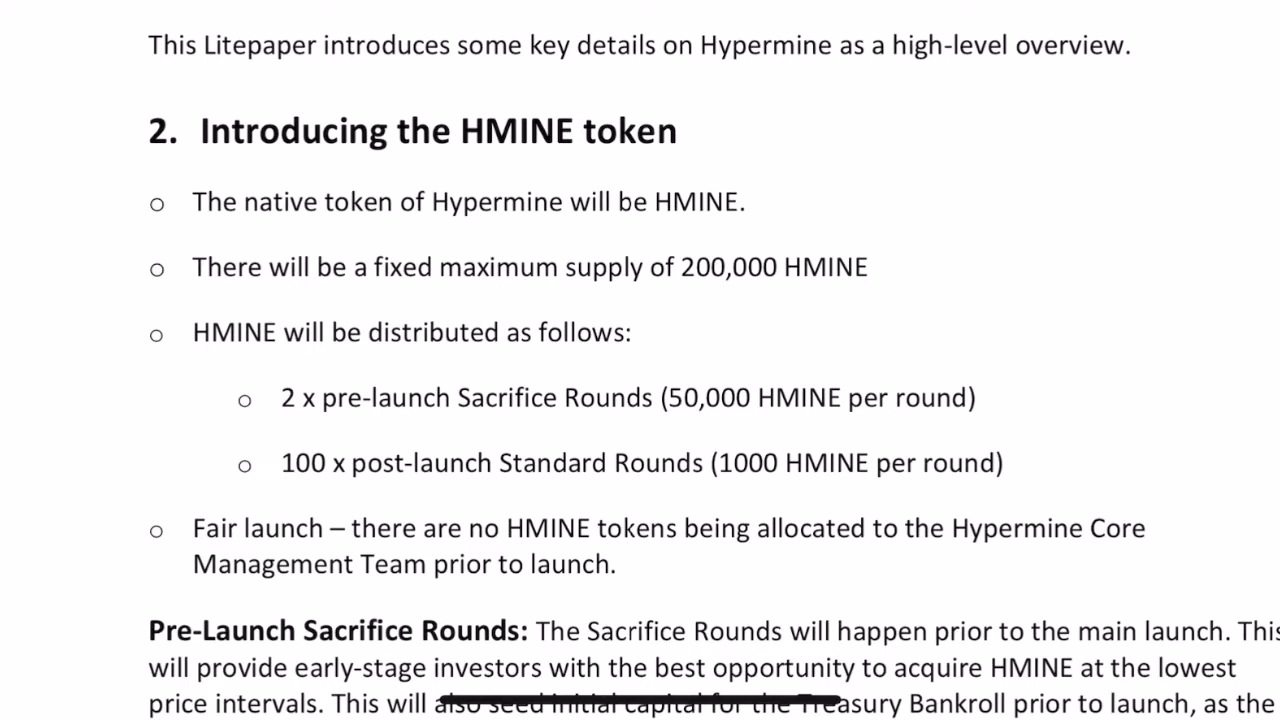 This Litepaper introduces some key details on Hypermine as a high-level overview.
2. Introducing the HMINE token
o The native token of Hypermine will be HMINE.
o There will be a fixed maximum supply of 200,000 HMINE
o HMINE will be distributed as follows:
o 2 x pre-launch Sacrifice Rounds (50,000 HMINE per round)
o 100 x post-launch Standard Rounds (1000 HMINE per round)
o Fair launch – there are no HMINE tokens being allocated to the Hypermine Core
Management Team prior to launch.
Pre-Launch Sacrifice Rounds: The Sacrifice Rounds will happen prior to the main launch. This
will provide early-stage investors with the best opportunity to acquire HMINE at the lowest
price intervals. This will also seed initial capital for the Treasury Bankroll prior to launch, as the